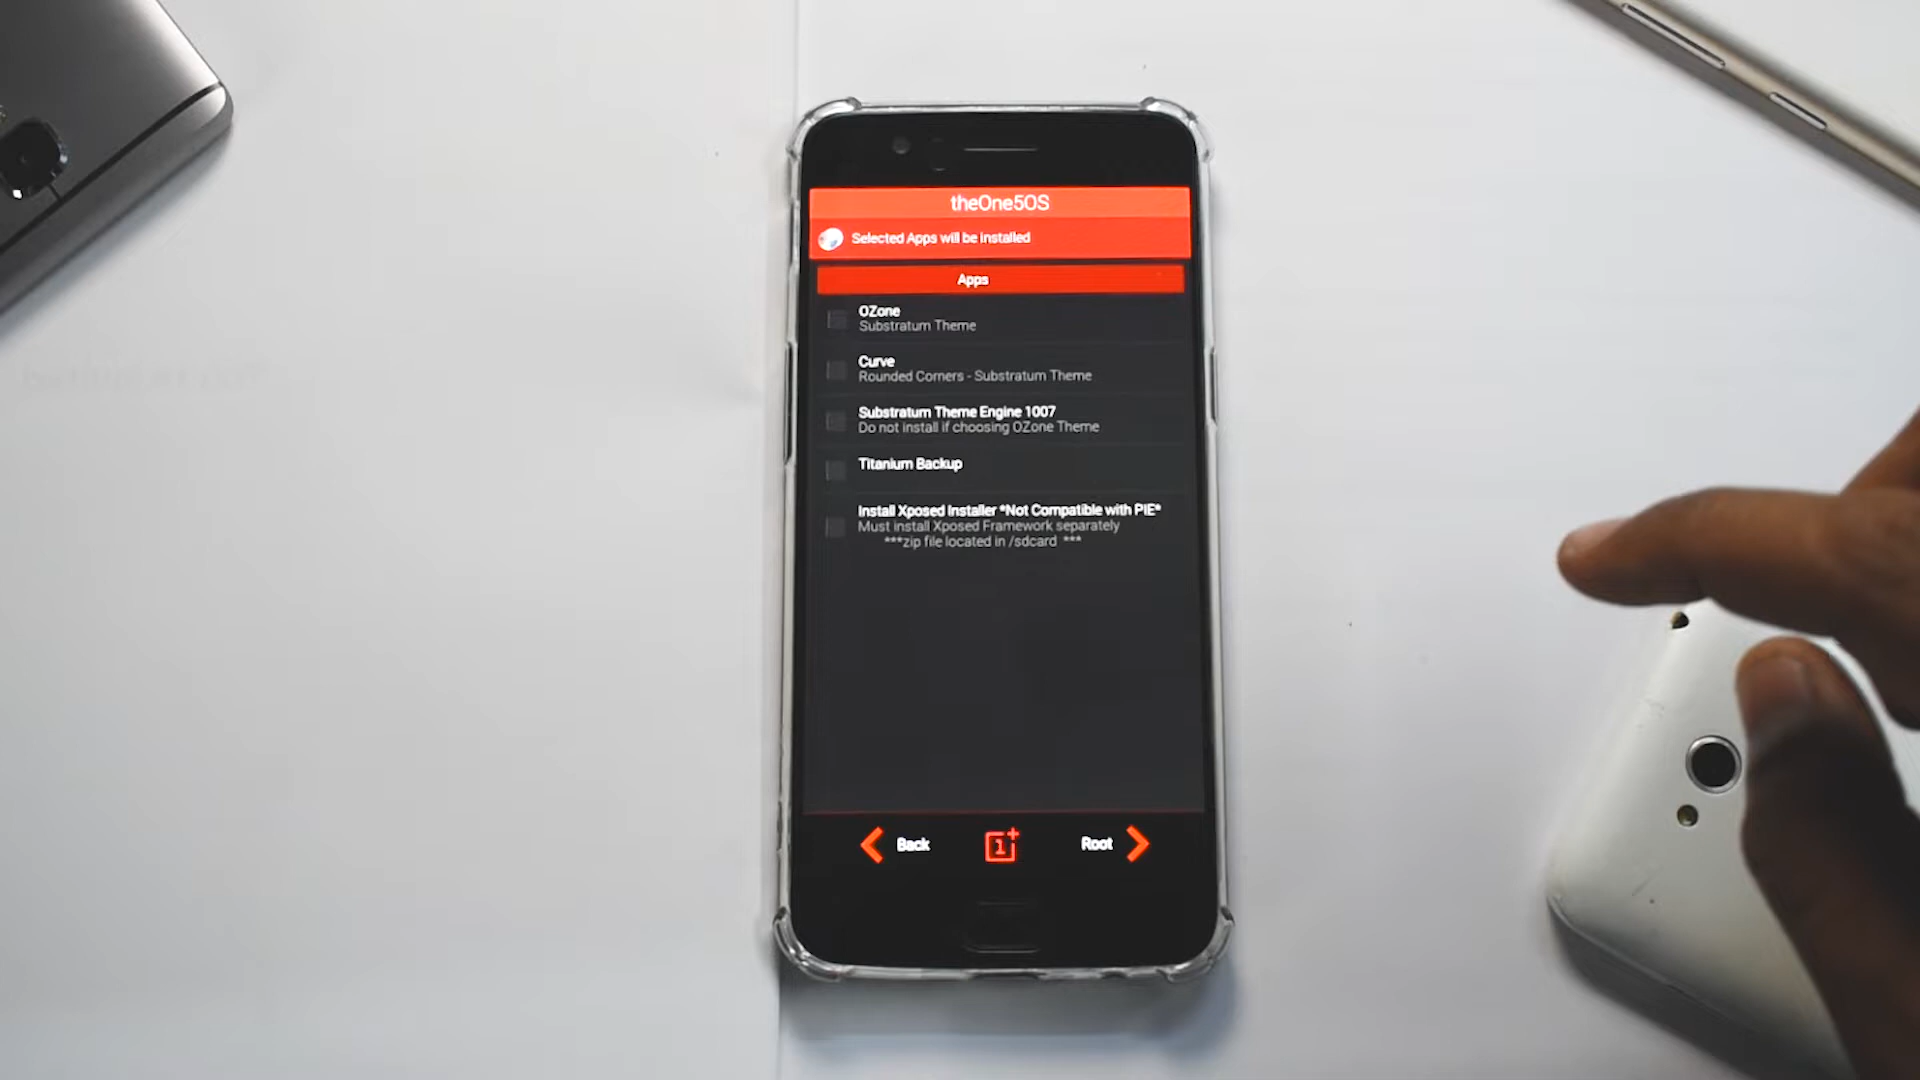 theOne5OS
Selected Apps will be installed
Apps
OZone
Substratum Theme
Curve
Rounded Corners - Substratum Theme
Substratum Theme Engine 1007
Do not install if choosing OZone Theme
Titanium Backup
Install Xposed Installer *Not Compatible with PIE*
Must install Xposed Framework separately
***zip file located in /sdcard ***
Back
1+
Root